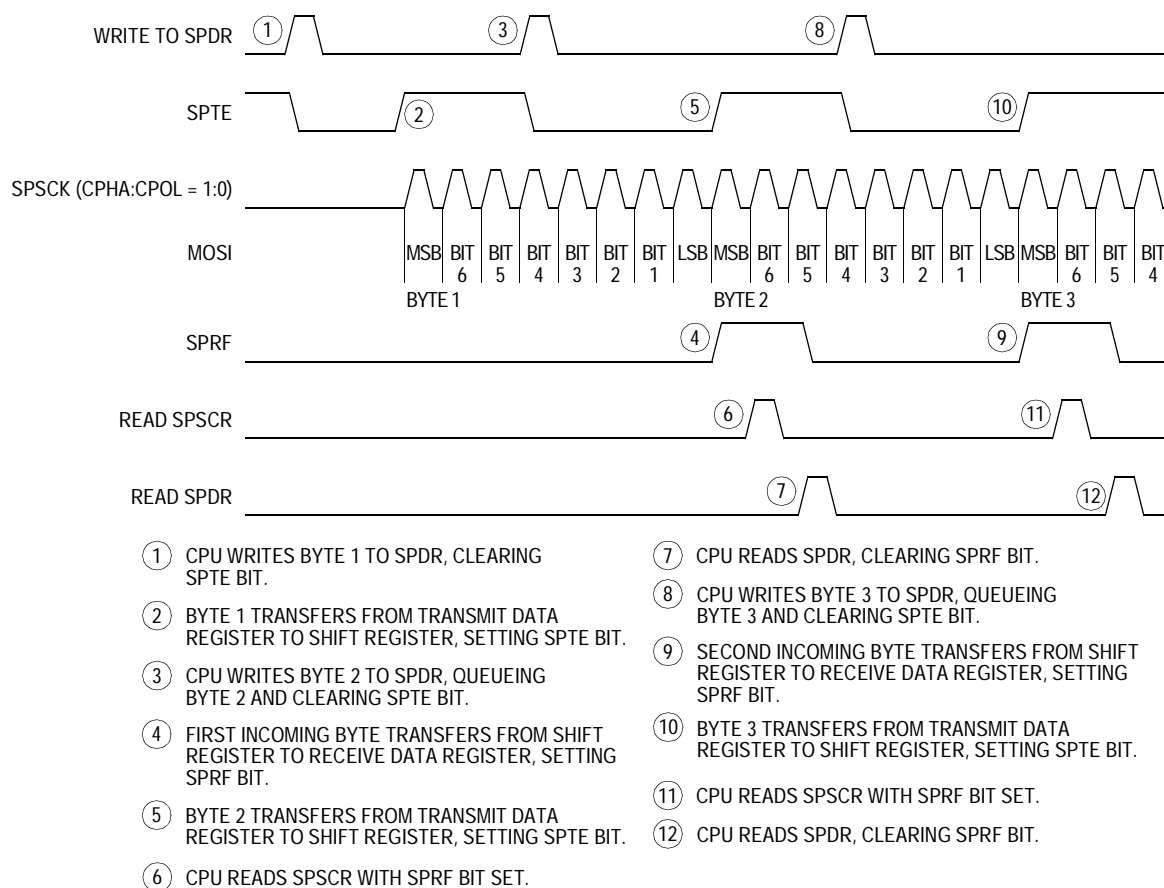 WRITE TO SPDR 1 3 8
SPTE 2 5 10
SPSCK (CPHA:CPOL = 1:0)
MOSI MSB BIT BIT BIT BIT BIT BIT LSB MSB BIT BIT BIT BIT BIT BIT LSB MSB BIT BIT BIT
6 5 4 3 2 1 6 5 4 3 2 1 6 5 4
BYTE 1 BYTE 2 BYTE 3
SPRF 4 9
READ SPSCR 6 11
READ SPDR 7 12
1 CPU WRITES BYTE 1 TO SPDR, CLEARING
SPTE BIT.
2 BYTE 1 TRANSFERS FROM TRANSMIT DATA
REGISTER TO SHIFT REGISTER, SETTING SPTE BIT.
3 CPU WRITES BYTE 2 TO SPDR, QUEUEING
BYTE 2 AND CLEARING SPTE BIT.
4 FIRST INCOMING BYTE TRANSFERS FROM SHIFT
REGISTER TO RECEIVE DATA REGISTER, SETTING
SPRF BIT.
5 BYTE 2 TRANSFERS FROM TRANSMIT DATA
REGISTER TO SHIFT REGISTER, SETTING SPTE BIT.
6 CPU READS SPSCR WITH SPRF BIT SET.
7 CPU READS SPDR, CLEARING SPRF BIT.
8 CPU WRITES BYTE 3 TO SPDR, QUEUEING
BYTE 3 AND CLEARING SPTE BIT.
9 SECOND INCOMING BYTE TRANSFERS FROM SHIFT
REGISTER TO RECEIVE DATA REGISTER, SETTING
SPRF BIT.
10 BYTE 3 TRANSFERS FROM TRANSMIT DATA
REGISTER TO SHIFT REGISTER, SETTING SPTE BIT.
11 CPU READS SPSCR WITH SPRF BIT SET.
12 CPU READS SPDR, CLEARING SPRF BIT.